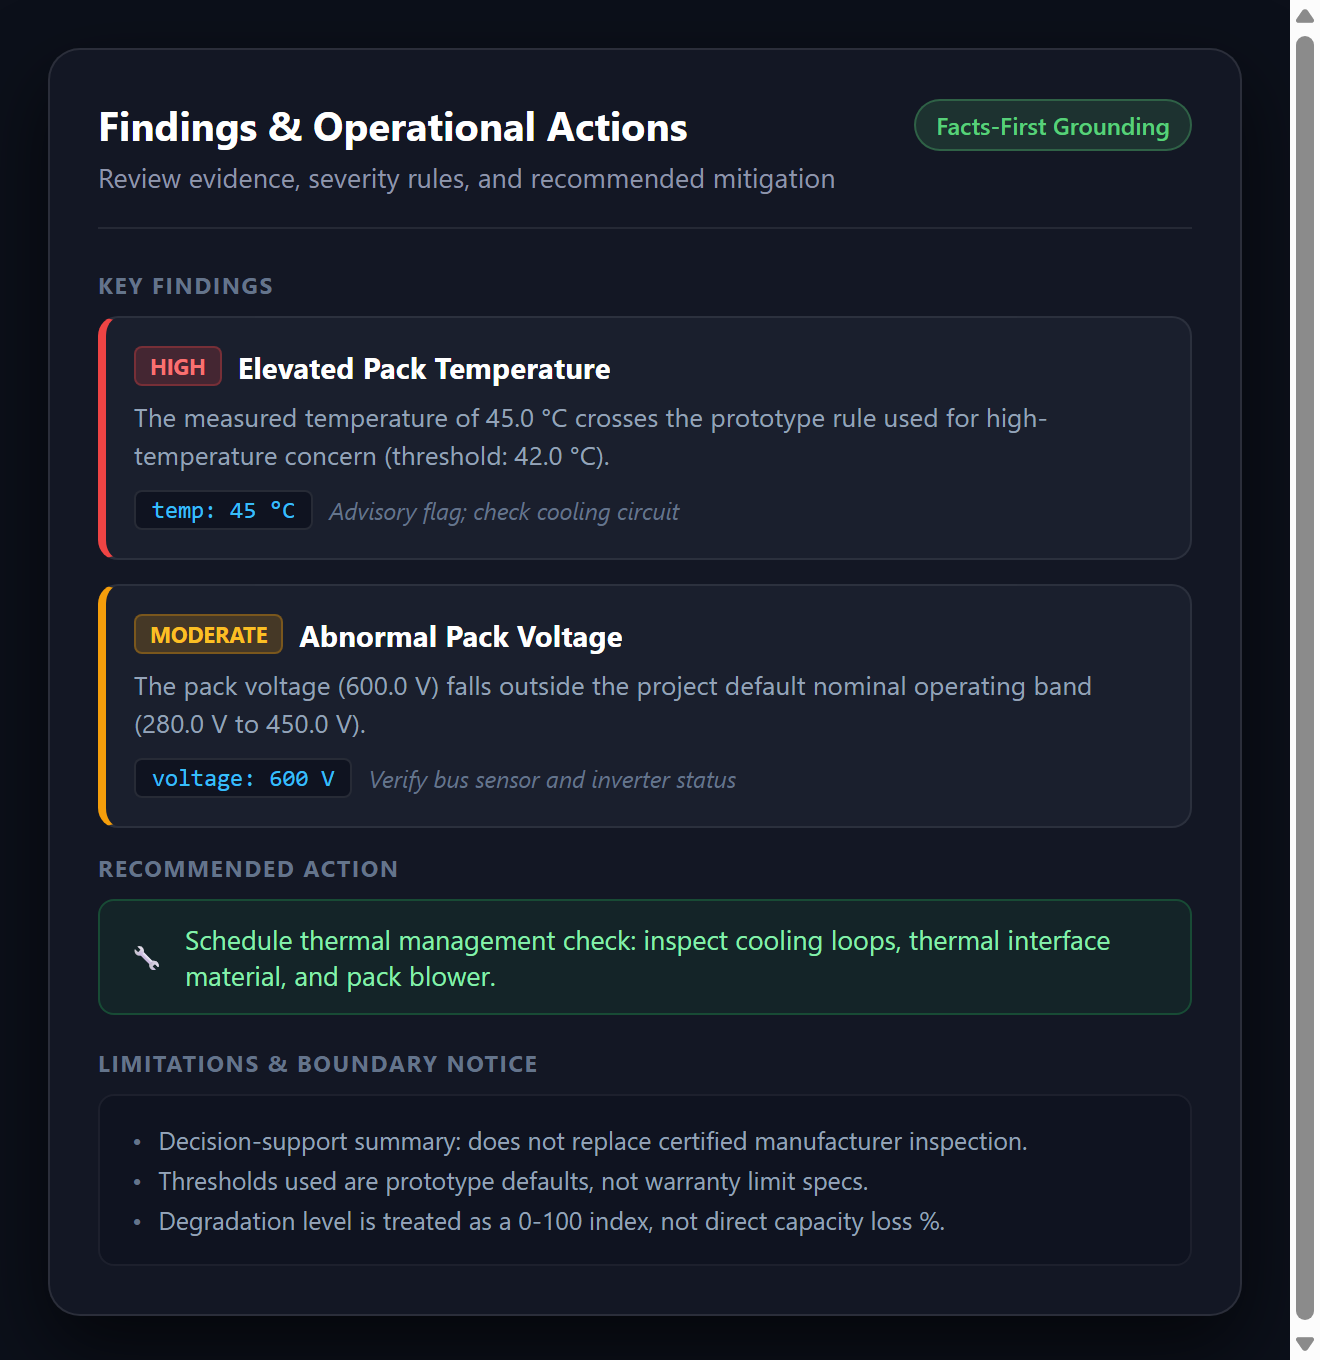 Findings & Operational Actions
Facts-First Grounding
Review evidence, severity rules, and recommended mitigation
KEY FINDINGS
HIGH Elevated Pack Temperature
The measured temperature of 45.0 °C crosses the prototype rule used for high-
temperature concern (threshold: 42.0 °C).
temp: 45 °C Advisory flag; check cooling circuit
MODERATE Abnormal Pack Voltage
The pack voltage (600.0 V) falls outside the project default nominal operating band
(280.0 V to 450.0 V).
voltage: 600 V Verify bus sensor and inverter status
RECOMMENDED ACTION
Schedule thermal management check: inspect cooling loops, thermal interface
material, and pack blower.
LIMITATIONS & BOUNDARY NOTICE
• Decision-support summary: does not replace certified manufacturer inspection.
• Thresholds used are prototype defaults, not warranty limit specs.
• Degradation level is treated as a 0-100 index, not direct capacity loss %.